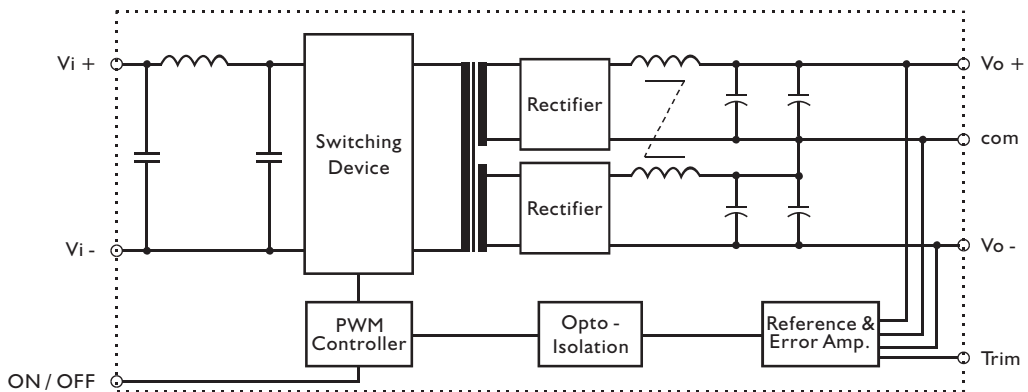 Vi +
Switching
Device
Rectifier
Rectifier
Vo +
com
Vi -
Vo -
PWM
Controller
Opto -
Isolation
Reference &
Error Amp.
Trim
ON / OFF